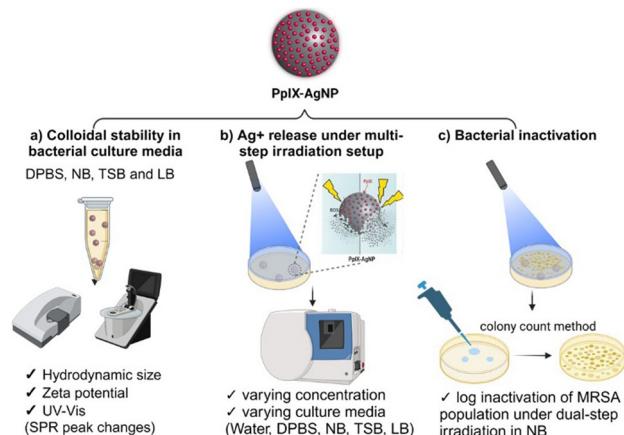 PpIX-AgNP
a) Colloidal stability in
bacterial culture media
DPBS, NB, TSB and LB
✓ Hydrodynamic size
✓ Zeta potential
✓ UV-Vis
(SPR peak changes)
b) Ag+ release under multi-
step irradiation setup
PpIX
ROS
PpIX-AgNP
✓ varying concentration
✓ varying culture media
(Water, DPBS, NB, TSB, LB)
c) Bacterial inactivation
colony count method
✓ log inactivation of MRSA
population under dual-step
irradiation in NB